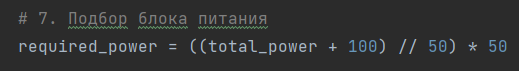 # 7. Подбор блока питания
required_power = ((total_power + 100) // 50) * 50